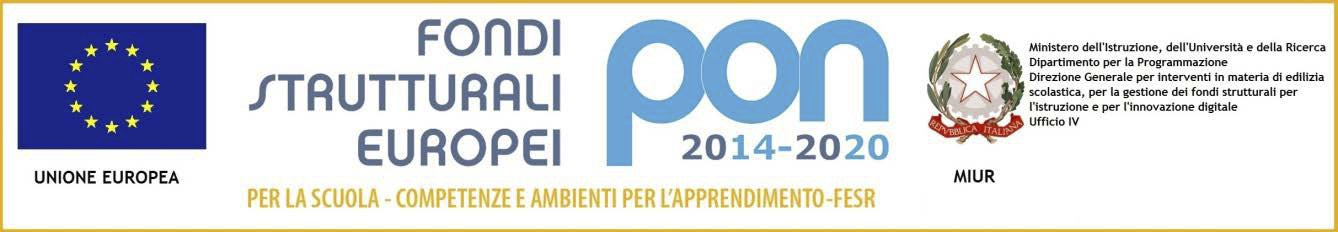 UNIONE EUROPEA
FONDI
STRUTTURALI
EUROPEI
pon
2014-2020
PER LA SCUOLA - COMPETENZE E AMBIENTI PER L'APPRENDIMENTO-FESR
REPVBBLICA ITALIANA
MIUR
Ministero dell'Istruzione, dell'Università e della Ricerca
Dipartimento per la Programmazione
Direzione Generale per interventi in materia di edilizia
scolastica, per la gestione dei fondi strutturali per
l'istruzione e per l'innovazione digitale
Ufficio IV